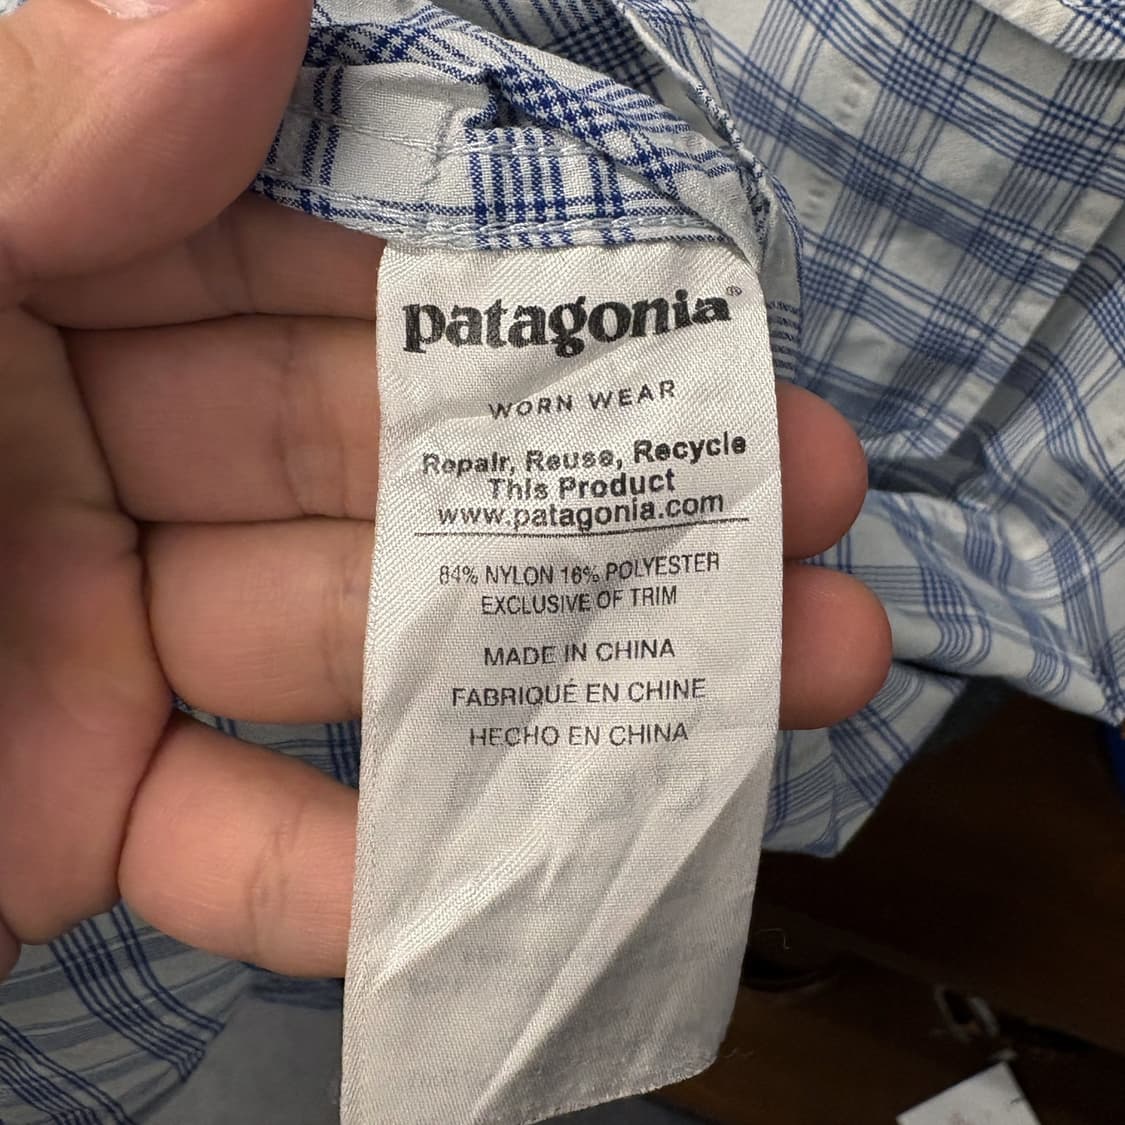 patagonia®
WORN WEAR
Repair, Reuse, Recycle
This Product
www.patagonia.com
84% NYLON 16% POLYESTER
EXCLUSIVE OF TRIM
MADE IN CHINA
FABRIQUÉ EN CHINE
HECHO EN CHINA